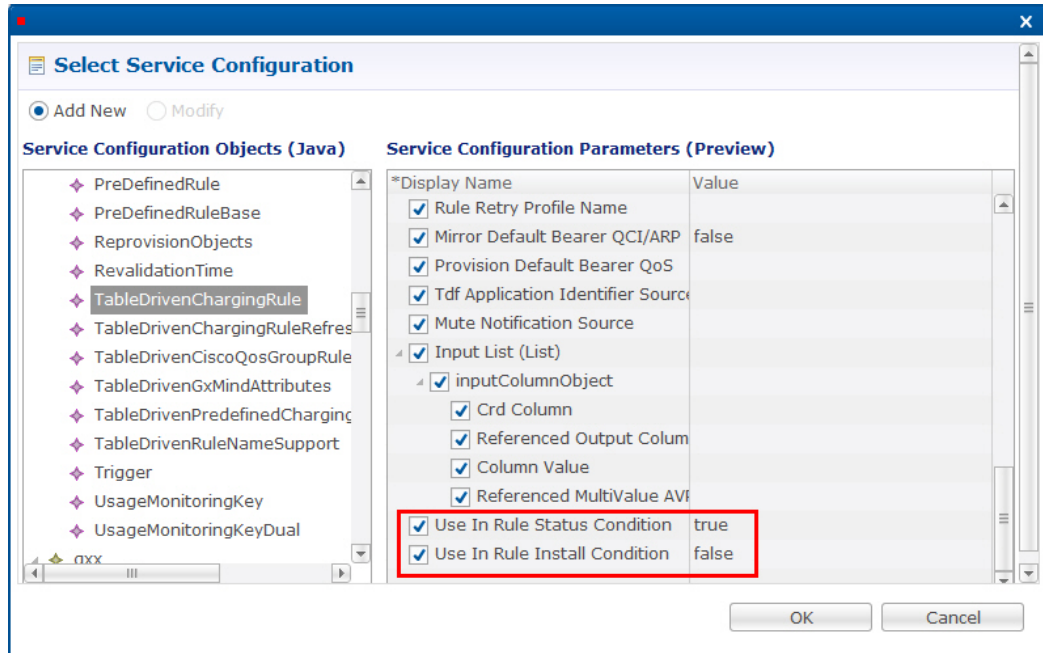 Select Service Configuration
Add New Modify
Service Configuration Objects (Java)
PreDefinedRule
PreDefinedRuleBase
ReprovisionObjects
RevalidationTime
TableDrivenChargingRule
TableDrivenChargingRuleRefres
TableDrivenCiscoQosGroupRule
TableDrivenGxMindAttributes
TableDrivenPredefinedCharging
TableDrivenRuleNameSupport
Trigger
UsageMonitoringKey
UsageMonitoringKeyDual
gxx
Service Configuration Parameters (Preview)
*Display Name Value
Rule Retry Profile Name
Mirror Default Bearer QCI/ARP false
Provision Default Bearer QoS
Tdf Application Identifier Source
Mute Notification Source
Input List (List)
inputColumnObject
Crd Column
Referenced Output Colum
Column Value
Referenced MultiValue AVP
Use In Rule Status Condition true
Use In Rule Install Condition false
OK Cancel